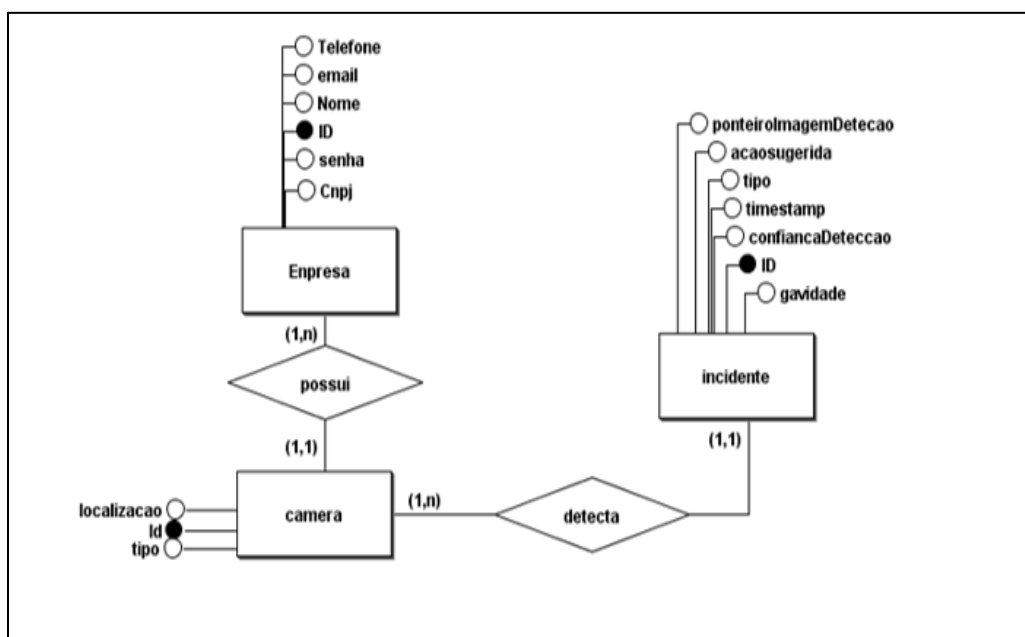 Telefone
email
Nome
ID
senha
Cnpj
Enpresa
(1,n)
possui
(1,1)
camera
localizacao
Id
tipo
(1,n)
detecta
ponteiroImagemDetecao
acaosugerida
tipo
timestamp
confiancaDeteccao
ID
gavidade
incidente
(1,1)